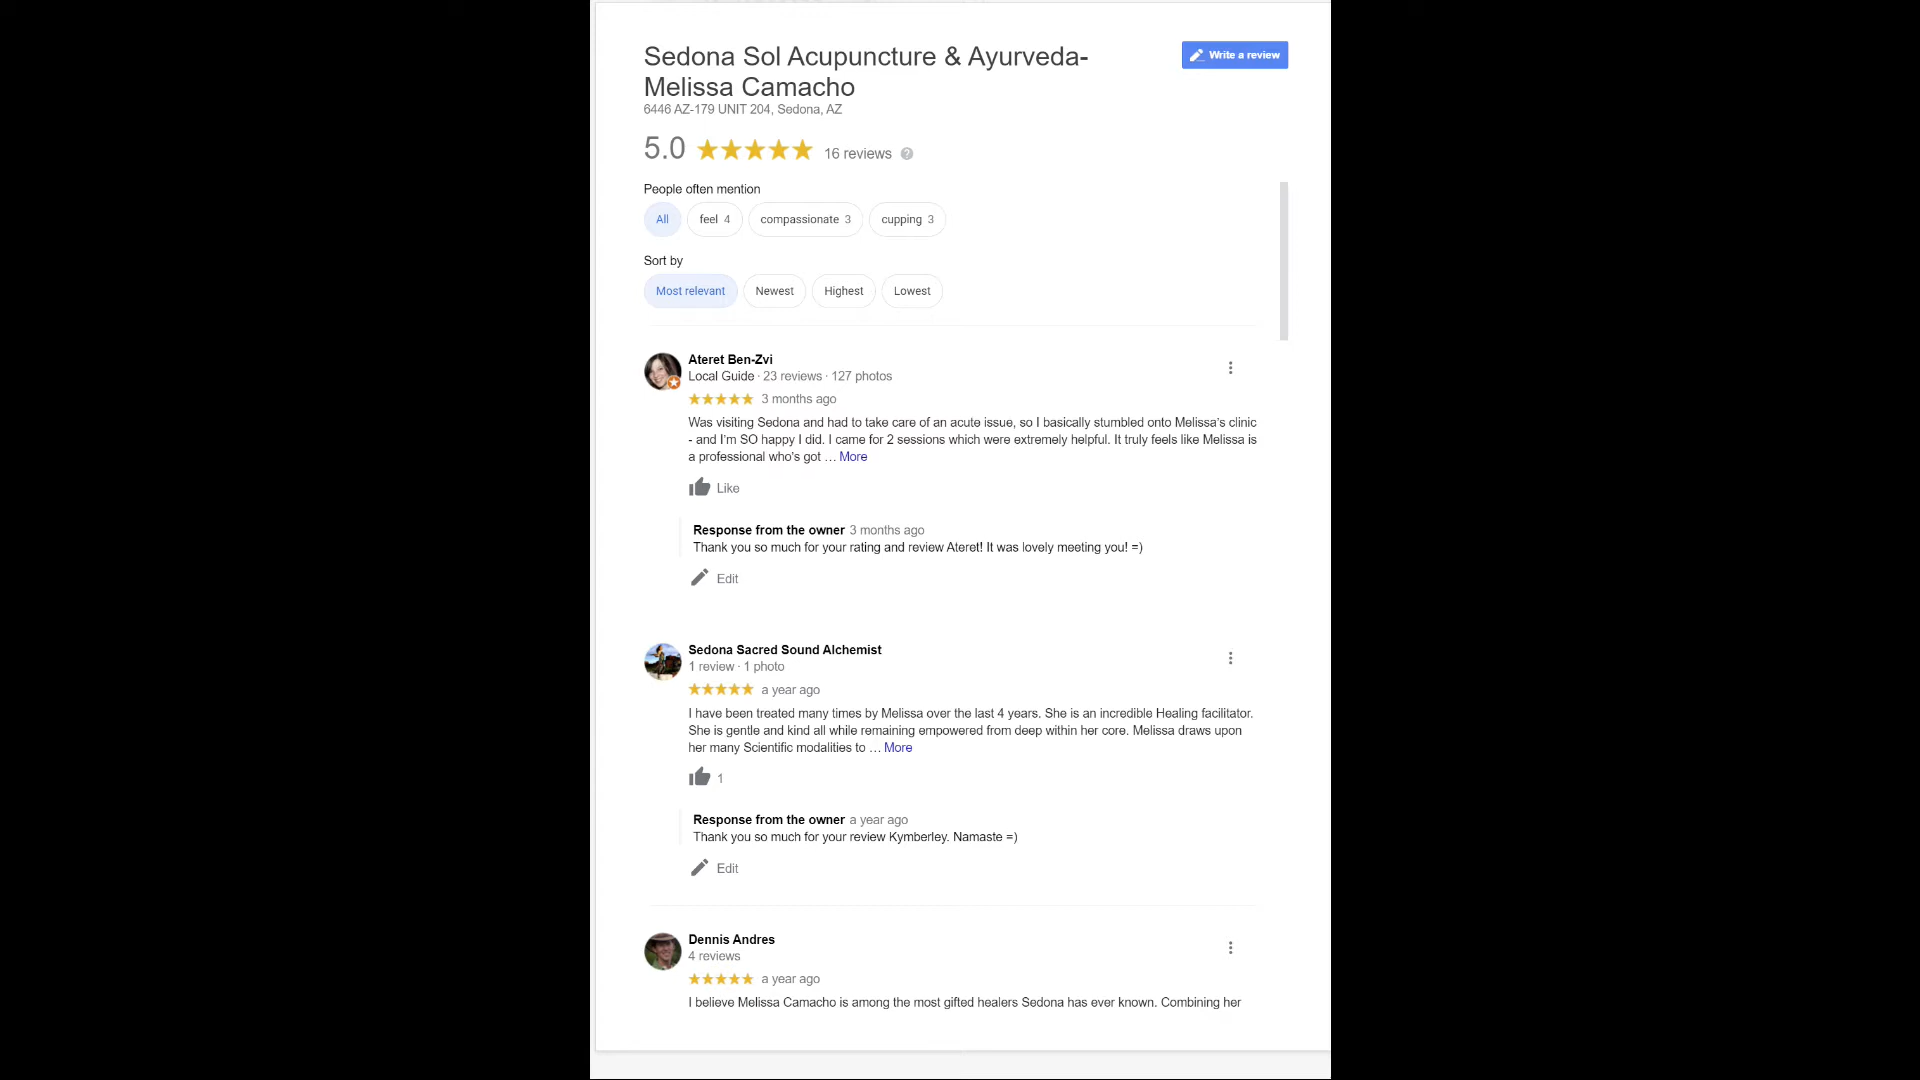 Sedona Sol Acupuncture & Ayurveda-
Melissa Camacho
Write a review
6446 AZ-179 UNIT 204, Sedona, AZ
5.0 16 reviews
People often mention
All feel 4 compassionate 3 cupping 3
Sort by
Most relevant Newest Highest Lowest
Ateret Ben-Zvi
Local Guide · 23 reviews · 127 photos
3 months ago
Was visiting Sedona and had to take care of an acute issue, so I basically stumbled onto Melissa's clinic
- and I'm SO happy I did. I came for 2 sessions which were extremely helpful. It truly feels like Melissa is
a professional who's got … More
Like
Response from the owner 3 months ago
Thank you so much for your rating and review Ateret! It was lovely meeting you! =)
Edit
Sedona Sacred Sound Alchemist
1 review · 1 photo
a year ago
I have been treated many times by Melissa over the last 4 years. She is an incredible Healing facilitator.
She is gentle and kind all while remaining empowered from deep within her core. Melissa draws upon
her many Scientific modalities to … More
1
Response from the owner a year ago
Thank you so much for your review Kymberley. Namaste =)
Edit
Dennis Andres
4 reviews
a year ago
I believe Melissa Camacho is among the most gifted healers Sedona has ever known. Combining her